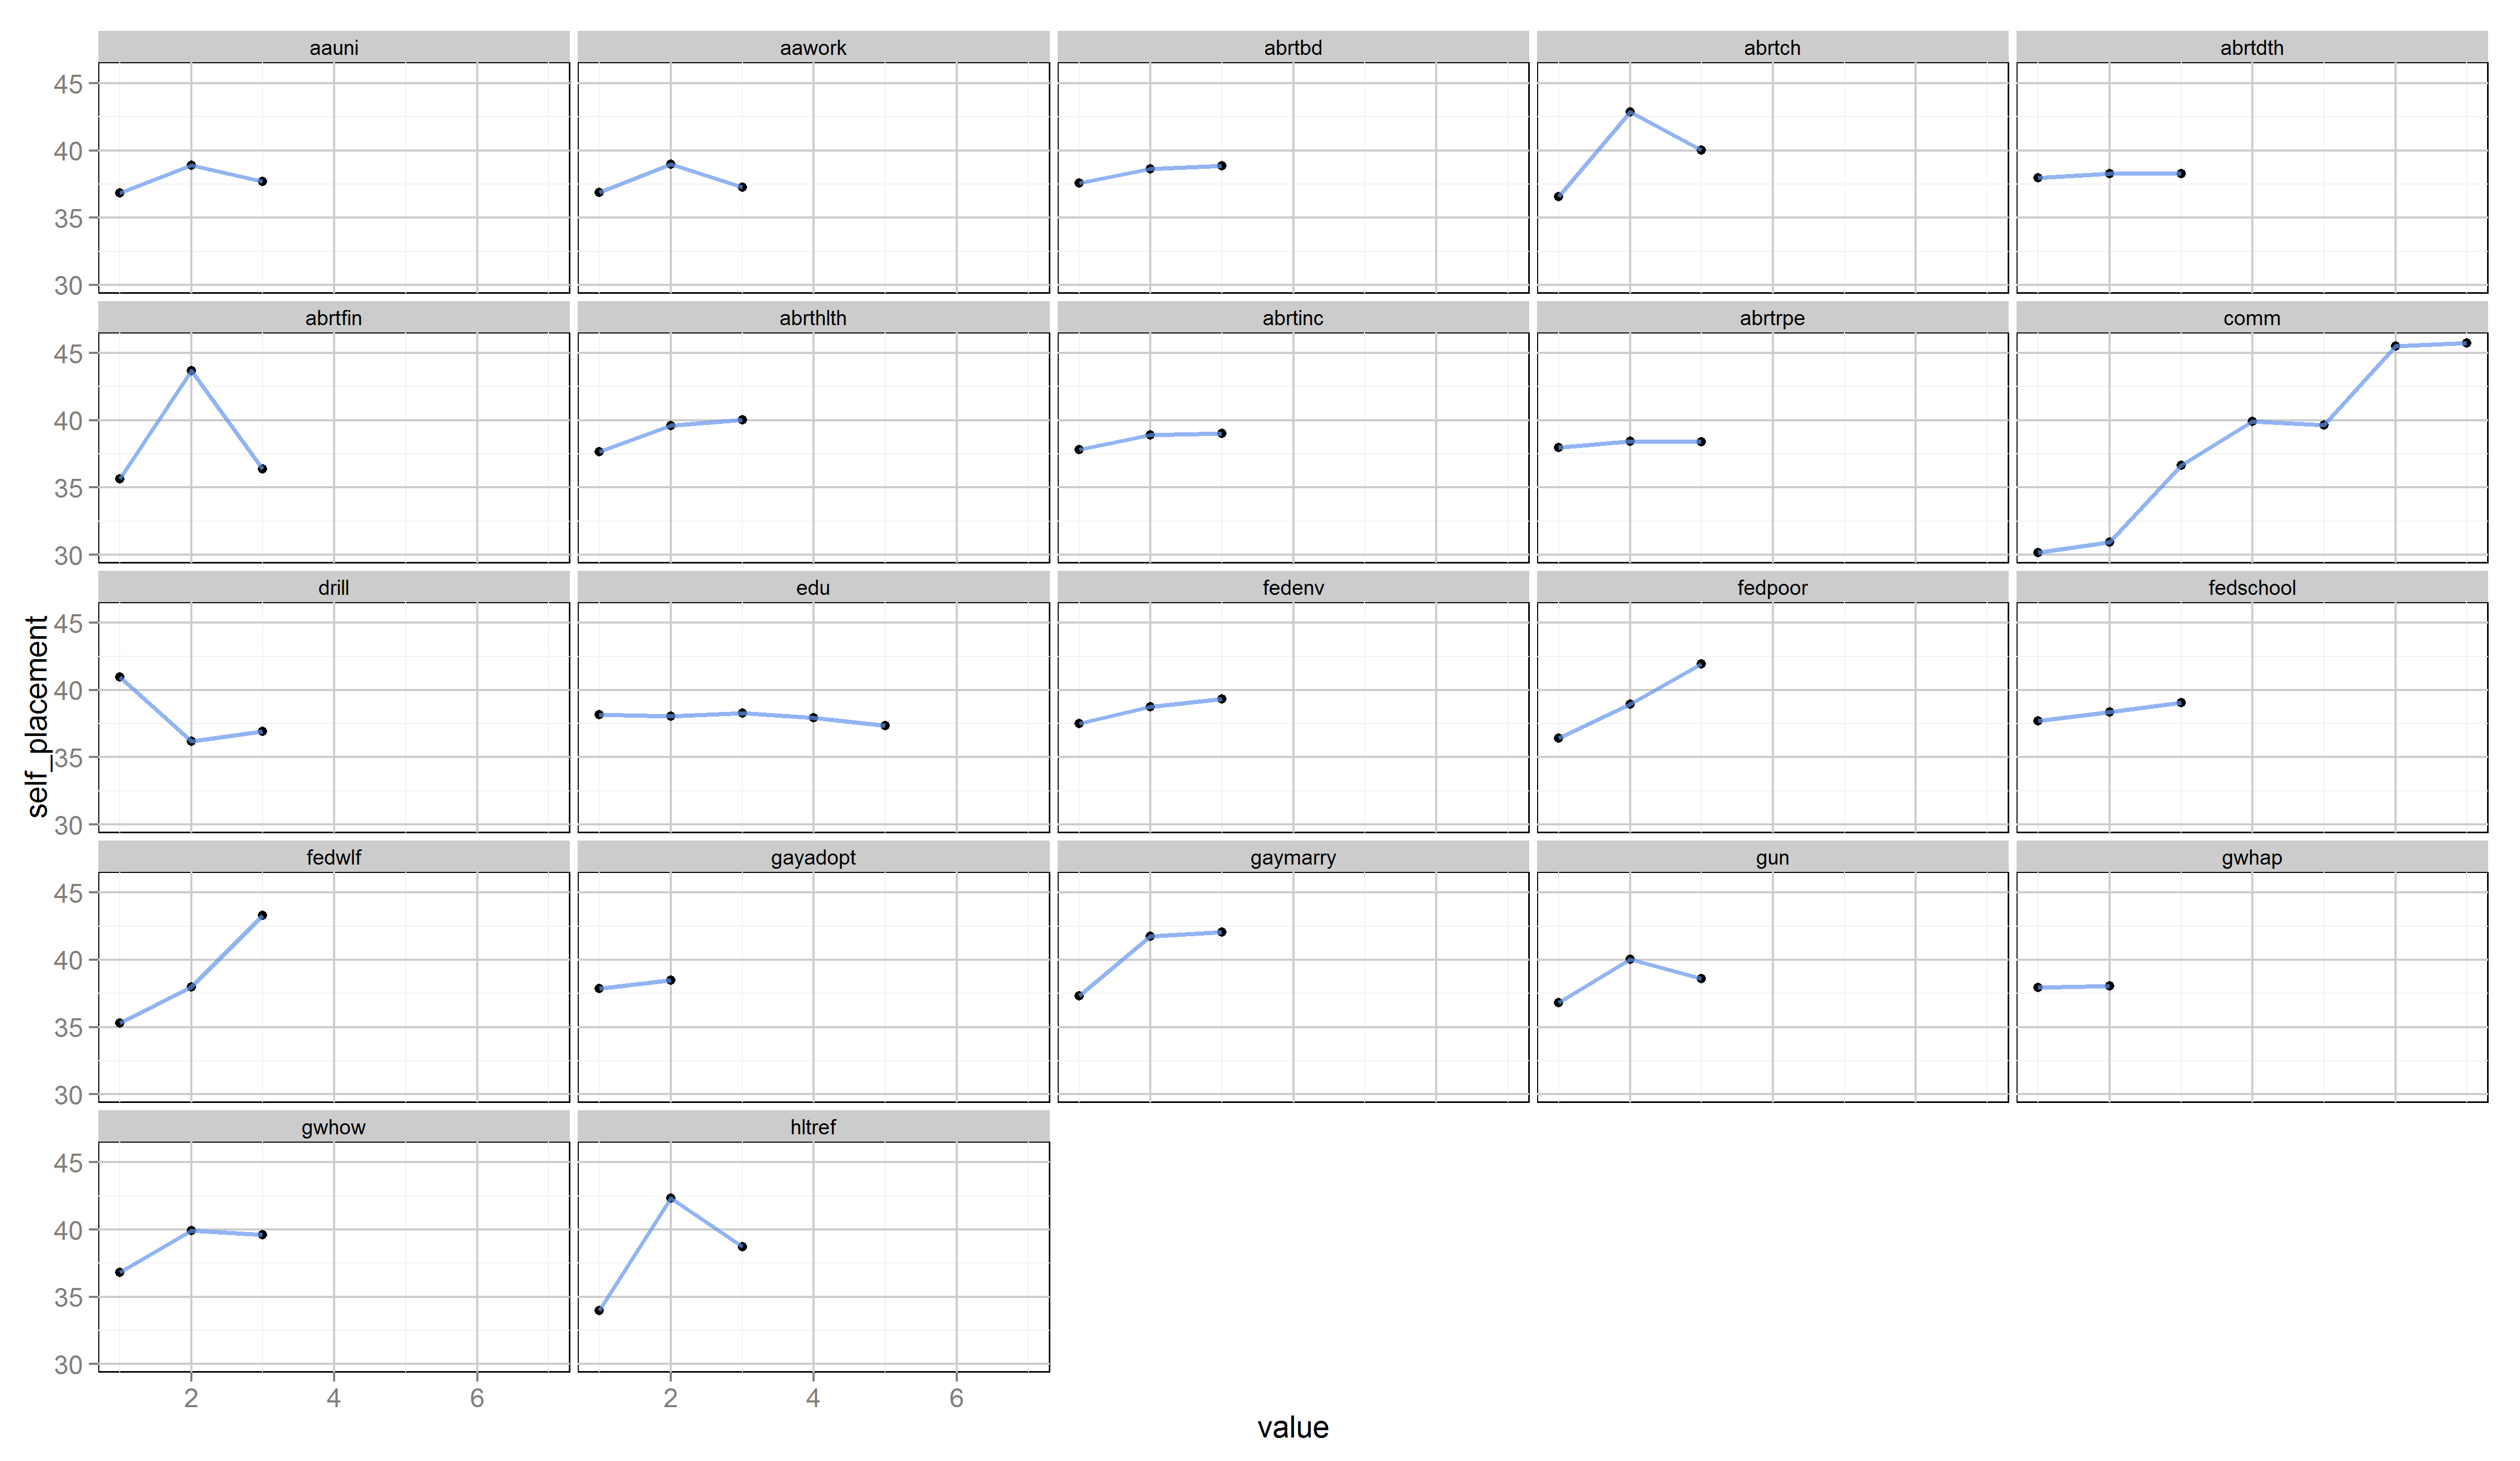 aauni aawork abrtbd abrtch abrtdth
45
40
35
30
abrtfin abrthlth abrtinc abrtrpe comm
45
40
35
30
drill edu fedenv fedpoor fedschool
45
40
35
30
self_placement
fedwlf gayadopt gaymarry gun gwhap
45
40
35
30
gwhow hltref
45
40
35
30
2 4 6 2 4 6
value